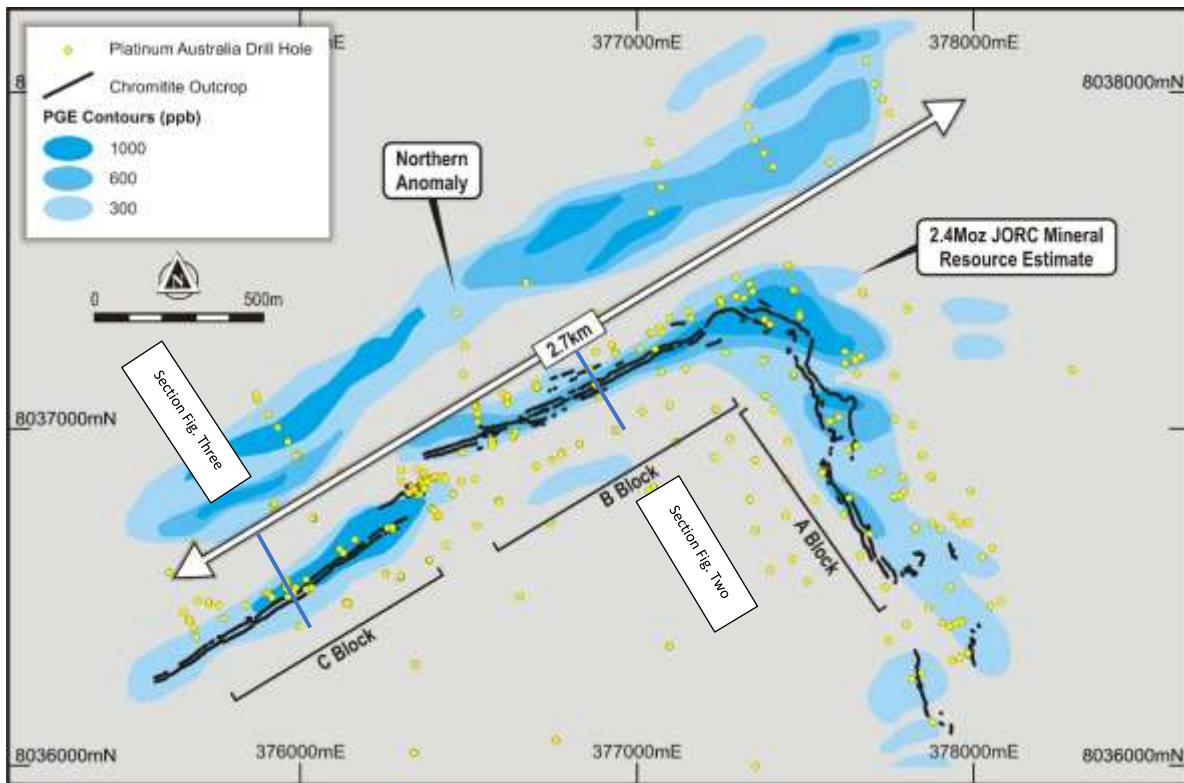 Platinum Australia Drill Hole
Chromitite Outcrop
PGE Contours (ppb)
1000
600
300
mE
377000mE
378000mE
8038000mN
Northern
Anomaly
2.4Moz JORC Mineral
Resource Estimate
0
500m
N
2.7km
Section Fig. Three
8037000mN
B Block
A Block
Section Fig. Two
C Block
8036000mN
376000mE
377000mE
378000mE
8036000mN